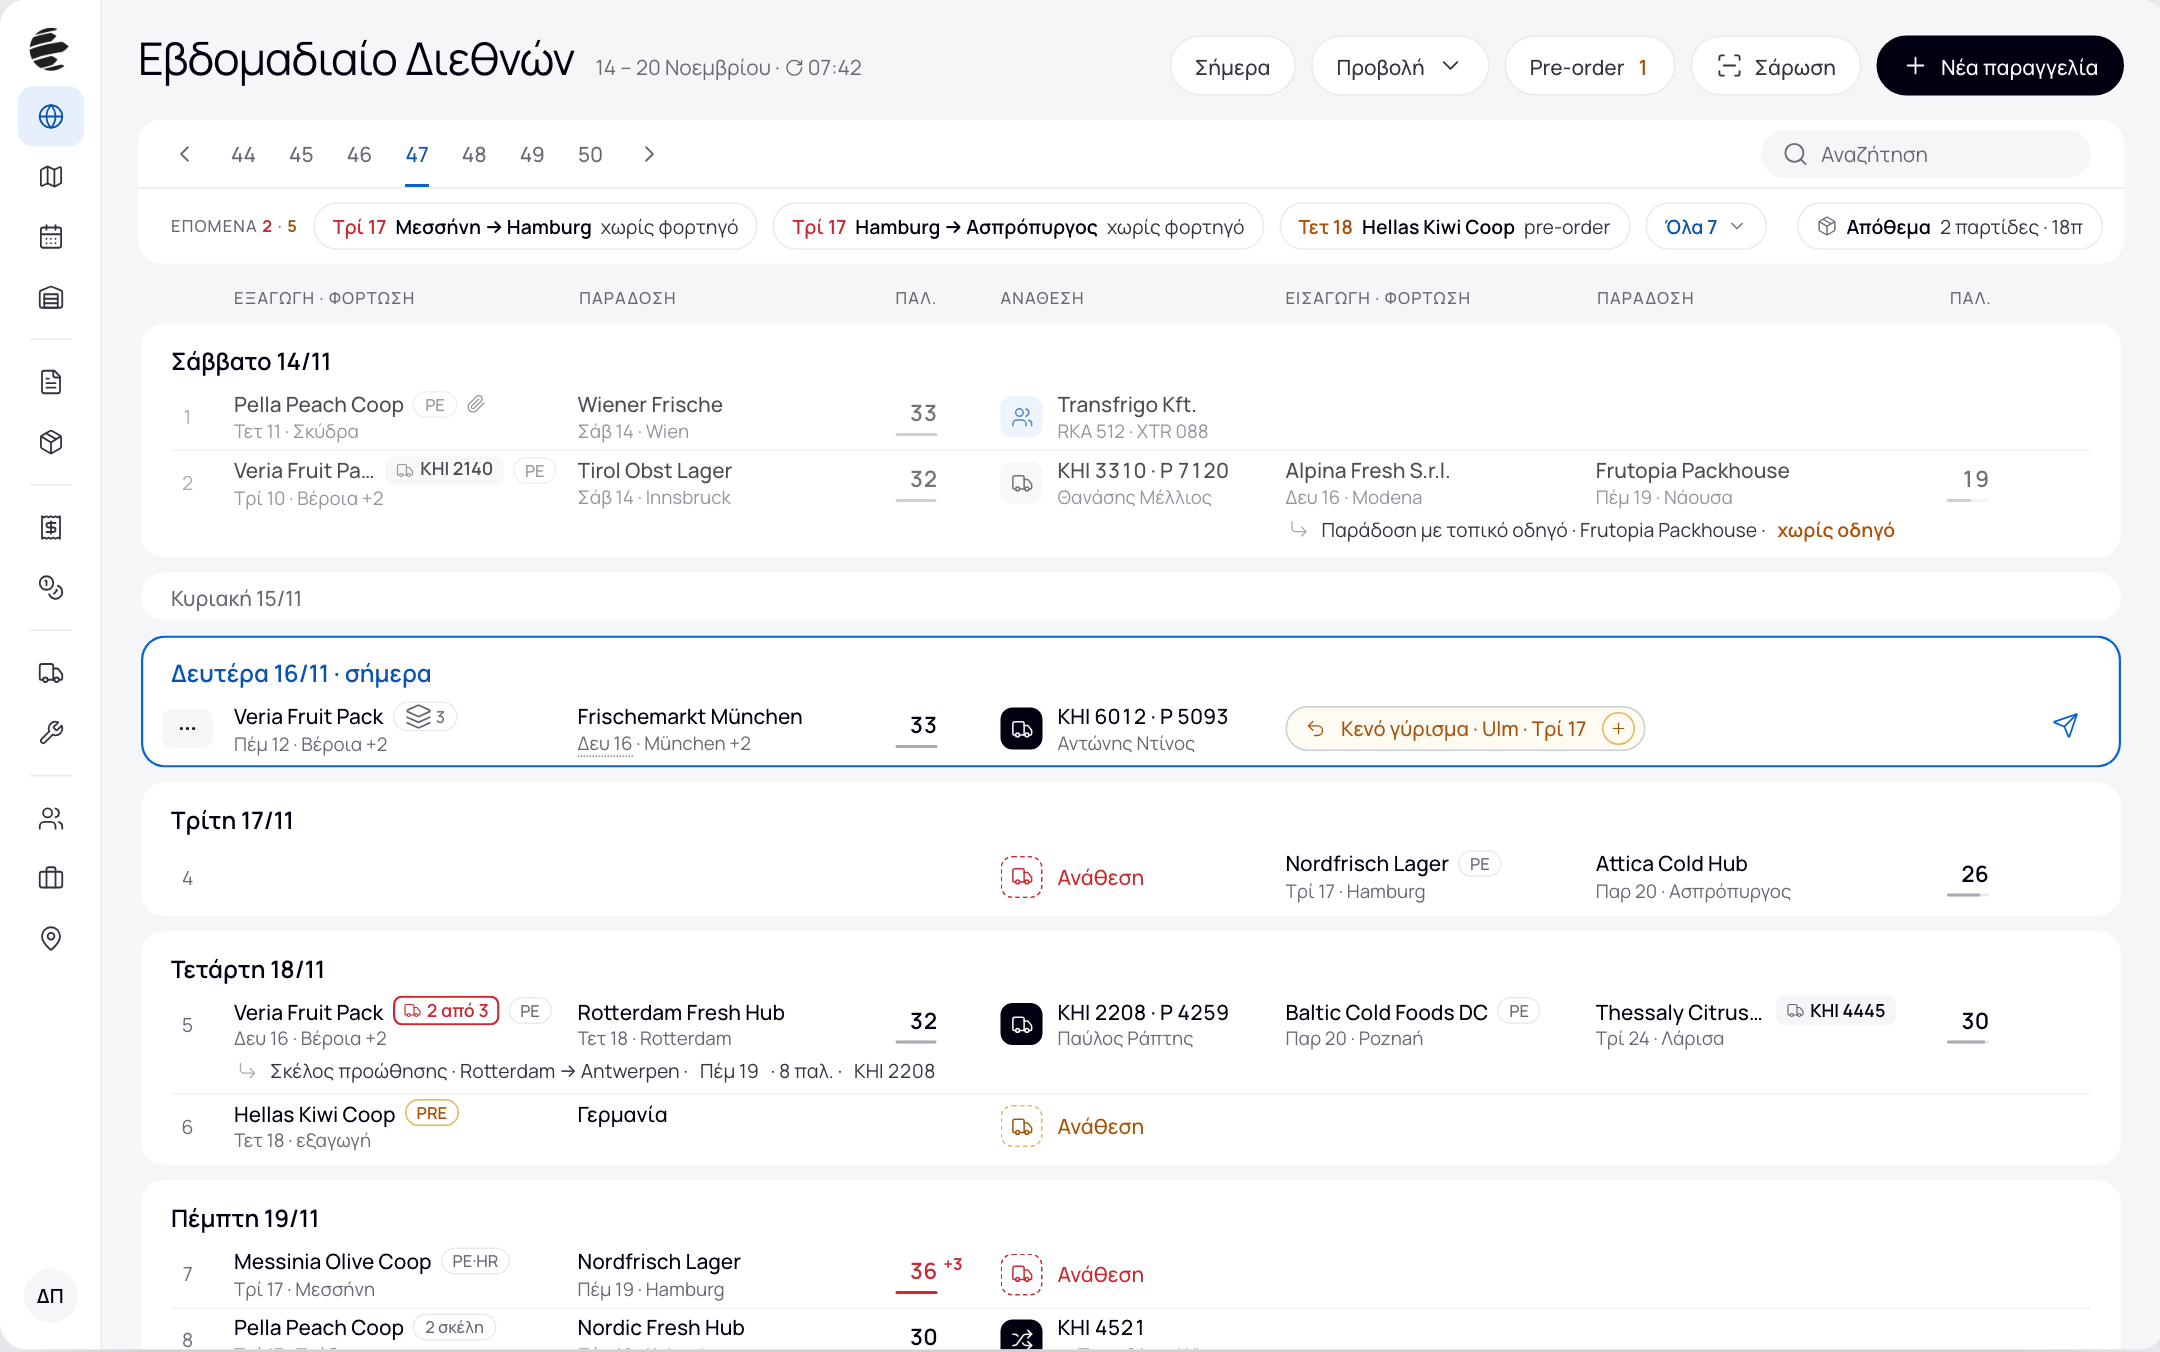 Εβδομαδιαίο Διεθνών 14 – 20 Νοεμβρίου · 07:42 Σήμερα Προβολή Pre-order 1 Σάρωση + Νέα παραγγελία
44 45 46 47 48 49 50 Αναζήτηση
ΕΠΟΜΕΝΑ 2 · 5 Τρί 17 Μεσσήνη → Hamburg χωρίς φορτηγό Τρί 17 Hamburg → Ασπρόπυργος χωρίς φορτηγό Τετ 18 Hellas Kiwi Coop pre-order Όλα 7 Απόθεμα 2 παρτίδες · 18π
ΕΞΑΓΩΓΗ · ΦΟΡΤΩΣΗ ΠΑΡΑΔΟΣΗ ΠΑΛ. ΑΝΑΘΕΣΗ ΕΙΣΑΓΩΓΗ · ΦΟΡΤΩΣΗ ΠΑΡΑΔΟΣΗ ΠΑΛ.
Σάββατο 14/11
1 Pella Peach Coop PE Wiener Frische 33 Transfrigo Kft.
Τετ 11 · Σκύδρα Σάβ 14 · Wien RKA 512 · XTR 088
2 Veria Fruit Pa... KHI 2140 PE Tirol Obst Lager 32 KHI 3310 · P 7120 Alpina Fresh S.r.l. Frutopia Packhouse 19
Τρί 10 · Βέροια +2 Σάβ 14 · Innsbruck Θανάσης Μέλλιος Δευ 16 · Modena Πέμ 19 · Νάουσα
Παράδοση με τοπικό οδηγό · Frutopia Packhouse · χωρίς οδηγό
Κυριακή 15/11
Δευτέρα 16/11 · σήμερα
... Veria Fruit Pack 3 Frischemarkt München 33 KHI 6012 · P 5093 Κενό γύρισμα · Ulm · Τρί 17 +
Πέμ 12 · Βέροια +2 Δευ 16 · München +2 Αντώνης Ντίνος
Τρίτη 17/11
4 Ανάθεση Nordfrisch Lager PE Attica Cold Hub 26
Τρί 17 · Hamburg Παρ 20 · Ασπρόπυργος
Τετάρτη 18/11
5 Veria Fruit Pack 2 από 3 PE Rotterdam Fresh Hub 32 KHI 2208 · P 4259 Baltic Cold Foods DC PE Thessaly Citrus... KHI 4445 30
Δευ 16 · Βέροια +2 Τετ 18 · Rotterdam Παύλος Ράπτης Παρ 20 · Poznań Τρί 24 · Λάρισα
Σκέλος προώθησης · Rotterdam → Antwerpen · Πέμ 19 · 8 παλ. · KHI 2208
6 Hellas Kiwi Coop PRE Γερμανία Ανάθεση
Τετ 18 · εξαγωγή
Πέμπτη 19/11
7 Messinia Olive Coop PE·HR Nordfrisch Lager 36 +3 Ανάθεση
Τρί 17 · Μεσσήνη Πέμ 19 · Hamburg
8 Pella Peach Coop 2 σκέλη Nordic Fresh Hub 30 KHI 4521
ΔΠ